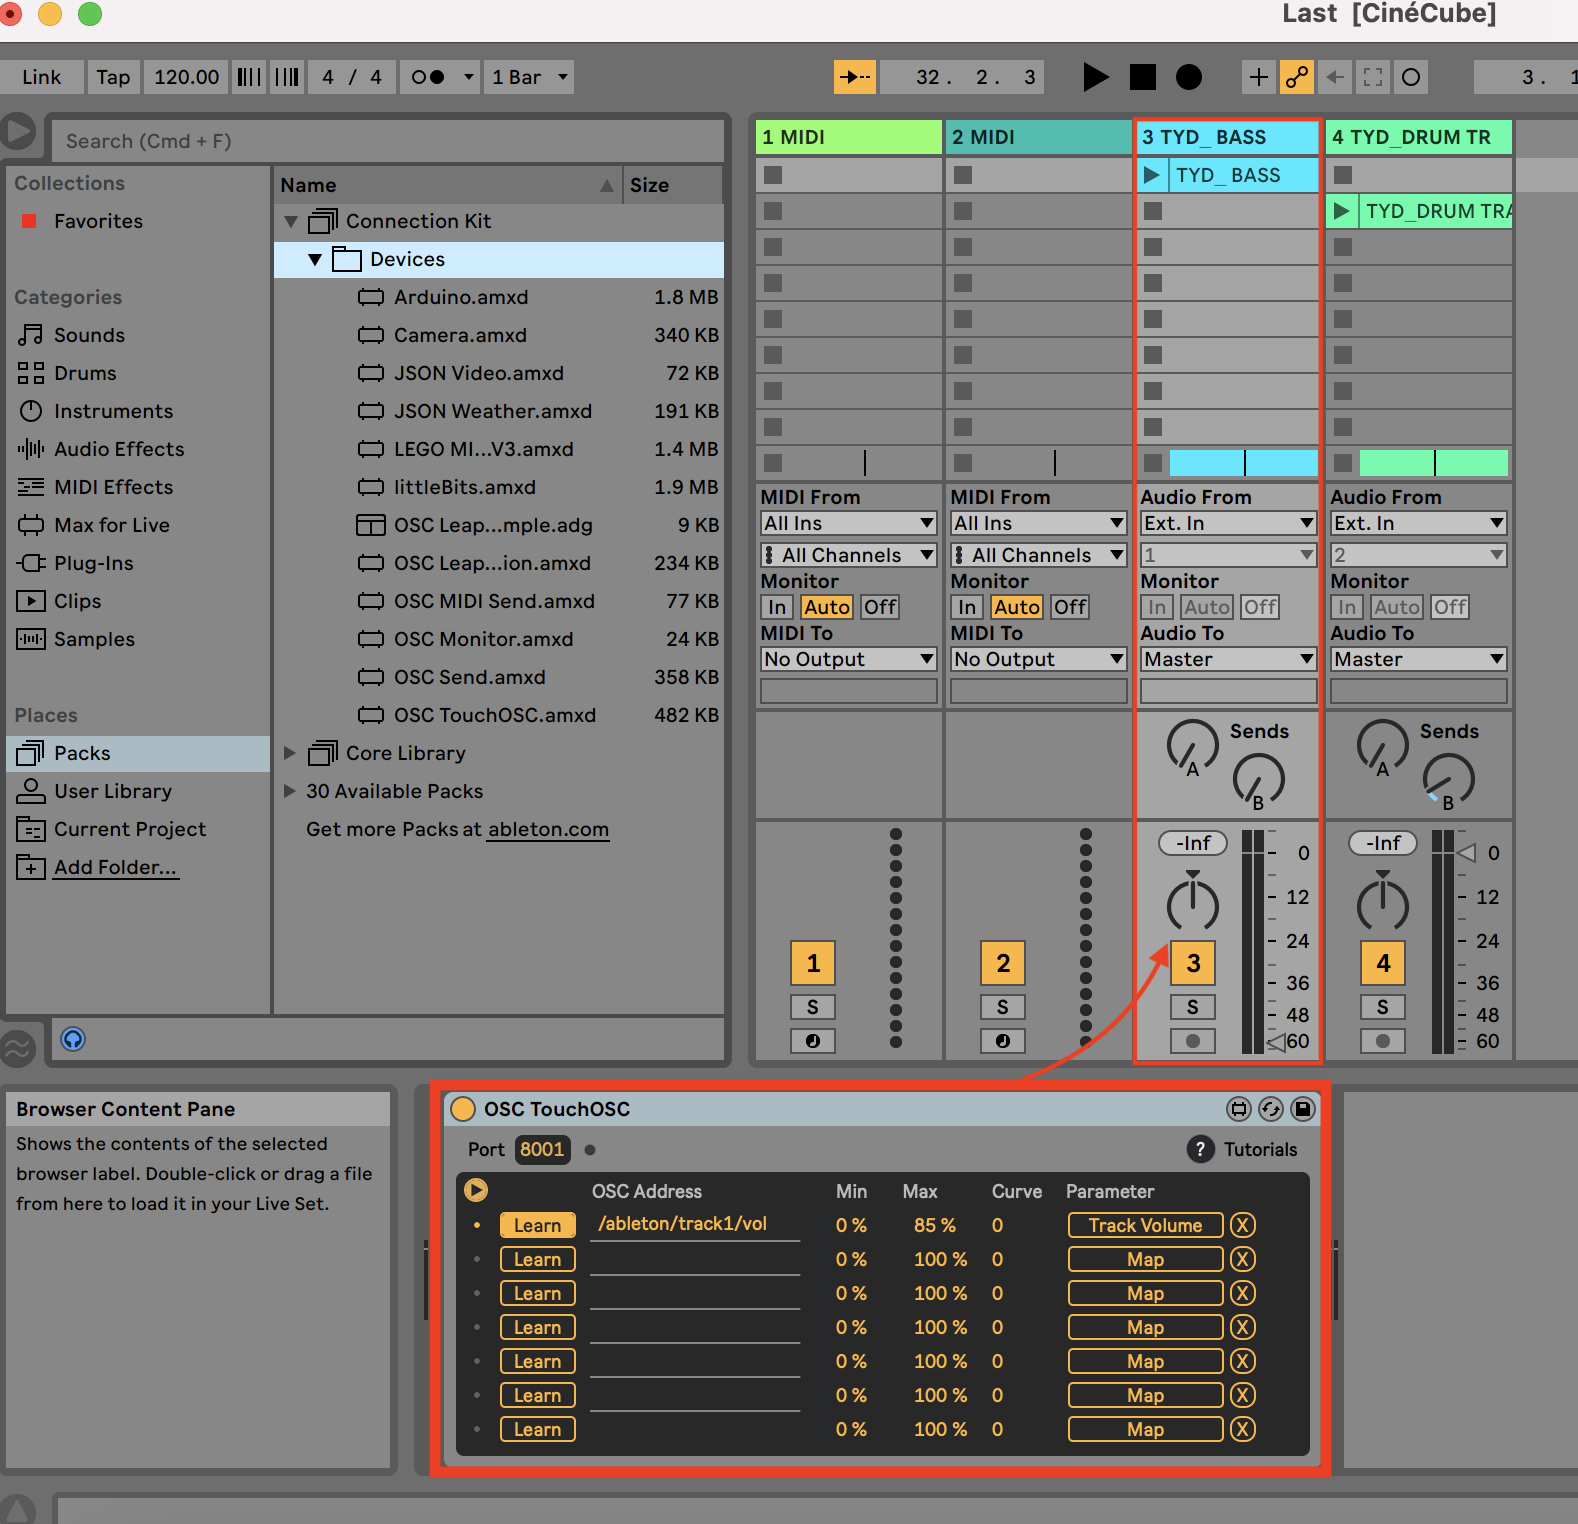 Last [CinéCube]
Link Tap 120.00 4 / 4 1 Bar 32. 2. 3 3. 1
Search (Cmd + F)
Collections
Favorites
Categories
Sounds
Drums
Instruments
Audio Effects
MIDI Effects
Max for Live
Plug-Ins
Clips
Samples
Places
Packs
User Library
Current Project
Add Folder...
Name Size
Connection Kit
Devices
Arduino.amxd 1.8 MB
Camera.amxd 340 KB
JSON Video.amxd 72 KB
JSON Weather.amxd 191 KB
LEGO MI...V3.amxd 1.4 MB
littleBits.amxd 1.9 MB
OSC Leap...mple.adg 9 KB
OSC Leap...ion.amxd 234 KB
OSC MIDI Send.amxd 77 KB
OSC Monitor.amxd 24 KB
OSC Send.amxd 358 KB
OSC TouchOSC.amxd 482 KB
Core Library
30 Available Packs
Get more Packs at ableton.com
1 MIDI
MIDI From
All Ins
All Channels
Monitor
In Auto Off
MIDI To
No Output
1
S
2 MIDI
MIDI From
All Ins
All Channels
Monitor
In Auto Off
MIDI To
No Output
2
S
3 TYD_ BASS
TYD_ BASS
Audio From
Ext. In
1
Monitor
In Auto Off
Audio To
Master
Sends
A
B
-Inf
0
12
24
3
36
S
48
60
4 TYD_DRUM TR
TYD_DRUM TRA
Audio From
Ext. In
2
Monitor
In Auto Off
Audio To
Master
Sends
A
B
-Inf
0
12
24
4
36
S
48
60
Browser Content Pane
Shows the contents of the selected
browser label. Double-click or drag a file
from here to load it in your Live Set.
OSC TouchOSC
Port 8001 ? Tutorials
OSC Address Min Max Curve Parameter
Learn /ableton/track1/vol 0 % 85 % 0 Track Volume X
Learn 0 % 100 % 0 Map X
Learn 0 % 100 % 0 Map X
Learn 0 % 100 % 0 Map X
Learn 0 % 100 % 0 Map X
Learn 0 % 100 % 0 Map X
Learn 0 % 100 % 0 Map X